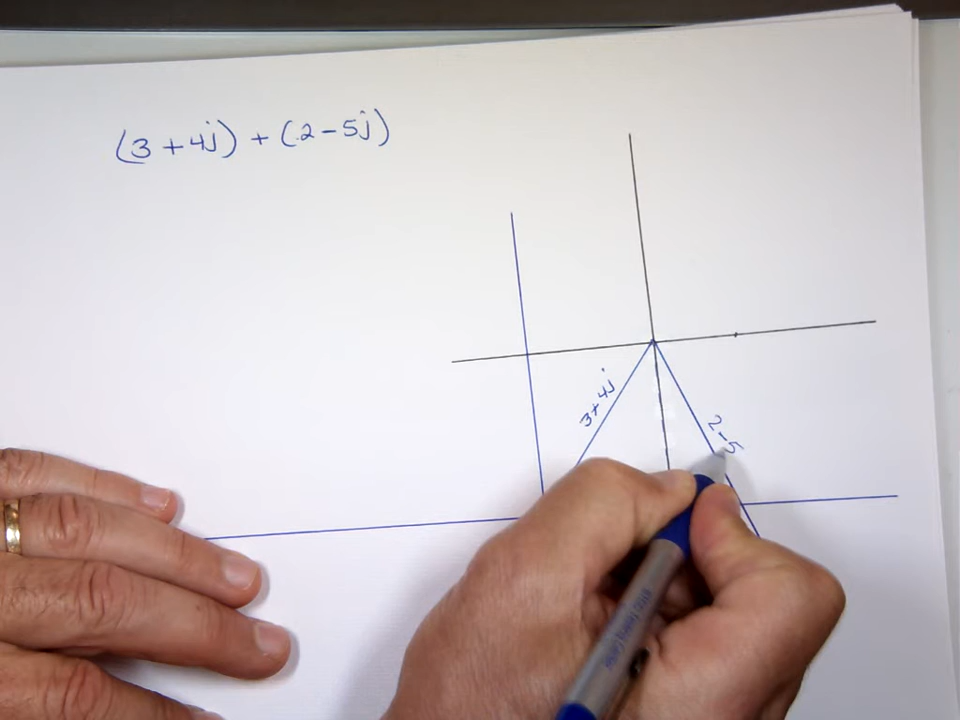 (3 + 4j) + (2 - 5j)
3 + 4j
2 - 5